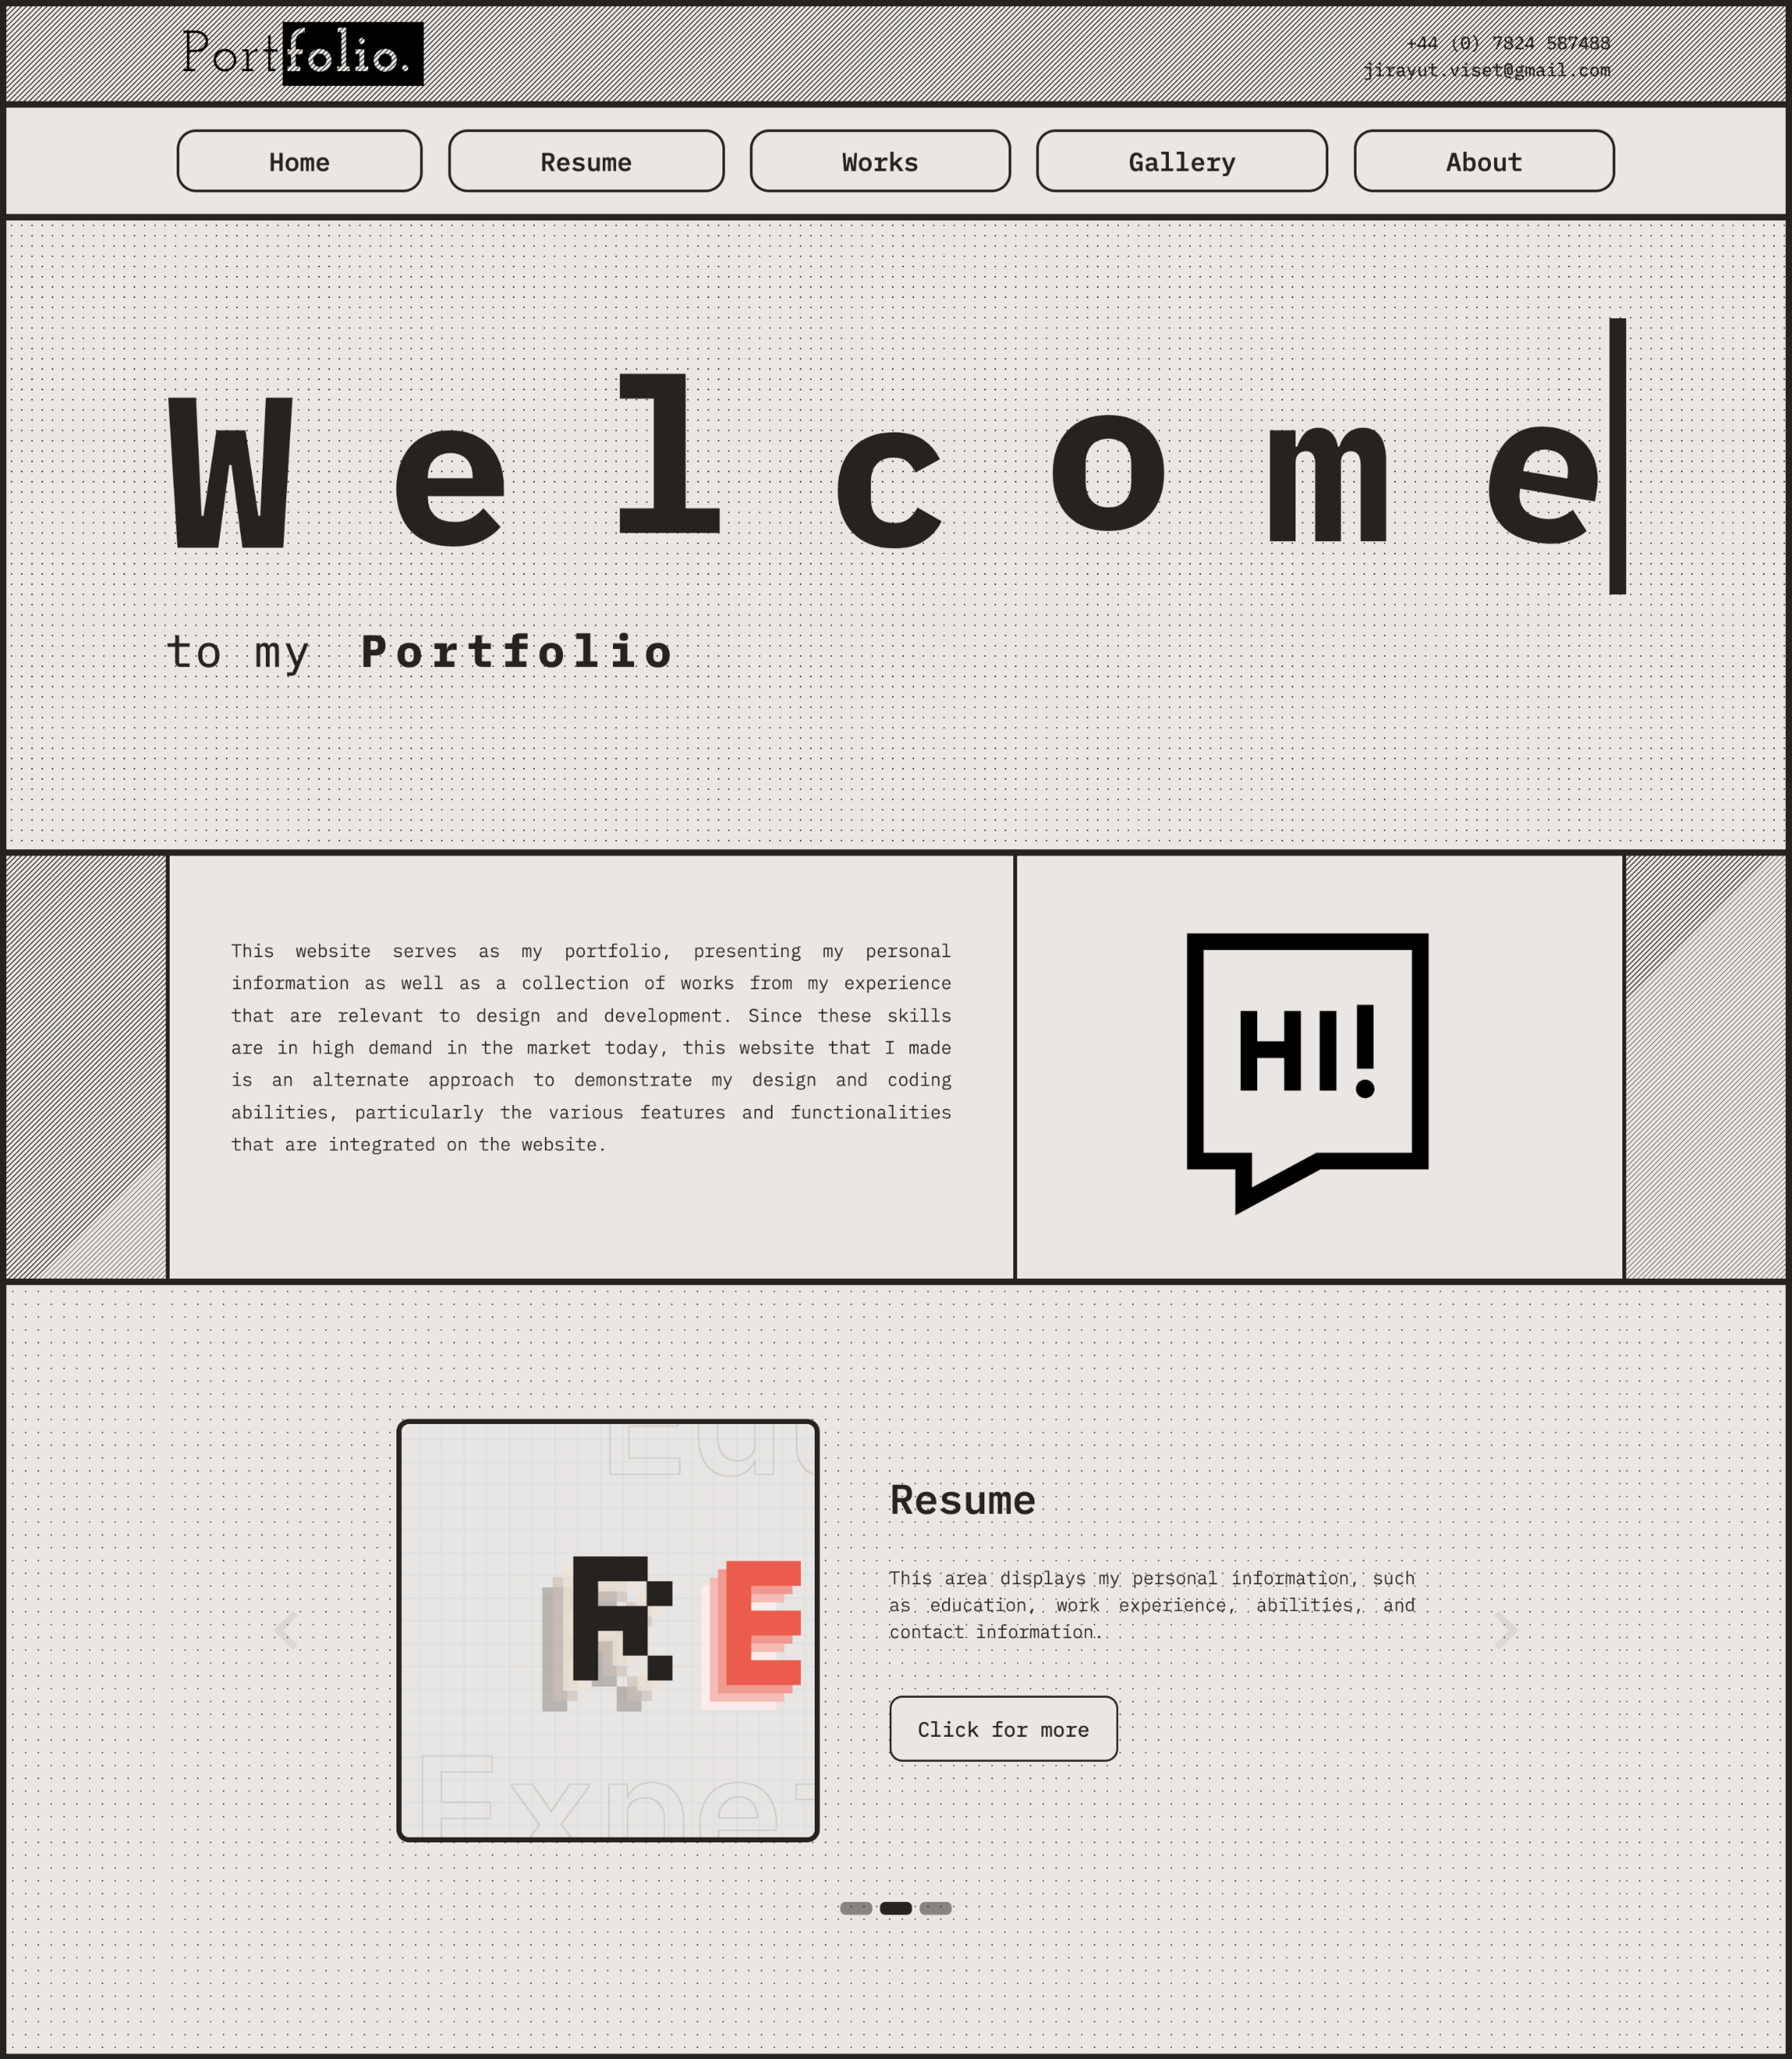 Portfolio.
+44 (0) 7824 587488
jirayut.viset@gmail.com
Home Resume Works Gallery About
Welcome
to my Portfolio
This website serves as my portfolio, presenting my personal
information as well as a collection of works from my experience
that are relevant to design and development. Since these skills
are in high demand in the market today, this website that I made
is an alternate approach to demonstrate my design and coding
abilities, particularly the various features and functionalities
that are integrated on the website.
HI!
RE
Resume
This area displays my personal information, such
as education, work experience, abilities, and
contact information.
Click for more